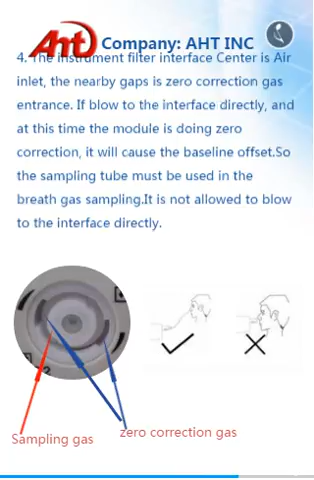 Aht
Company: AHT INC
4. The instrument filter interface Center is Air
inlet, the nearby gaps is zero correction gas
entrance. If blow to the interface directly, and
at this time the module is doing zero
correction, it will cause the baseline offset.So
the sampling tube must be used in the
breath gas sampling.It is not allowed to blow
to the interface directly.
Sampling gas
zero correction gas